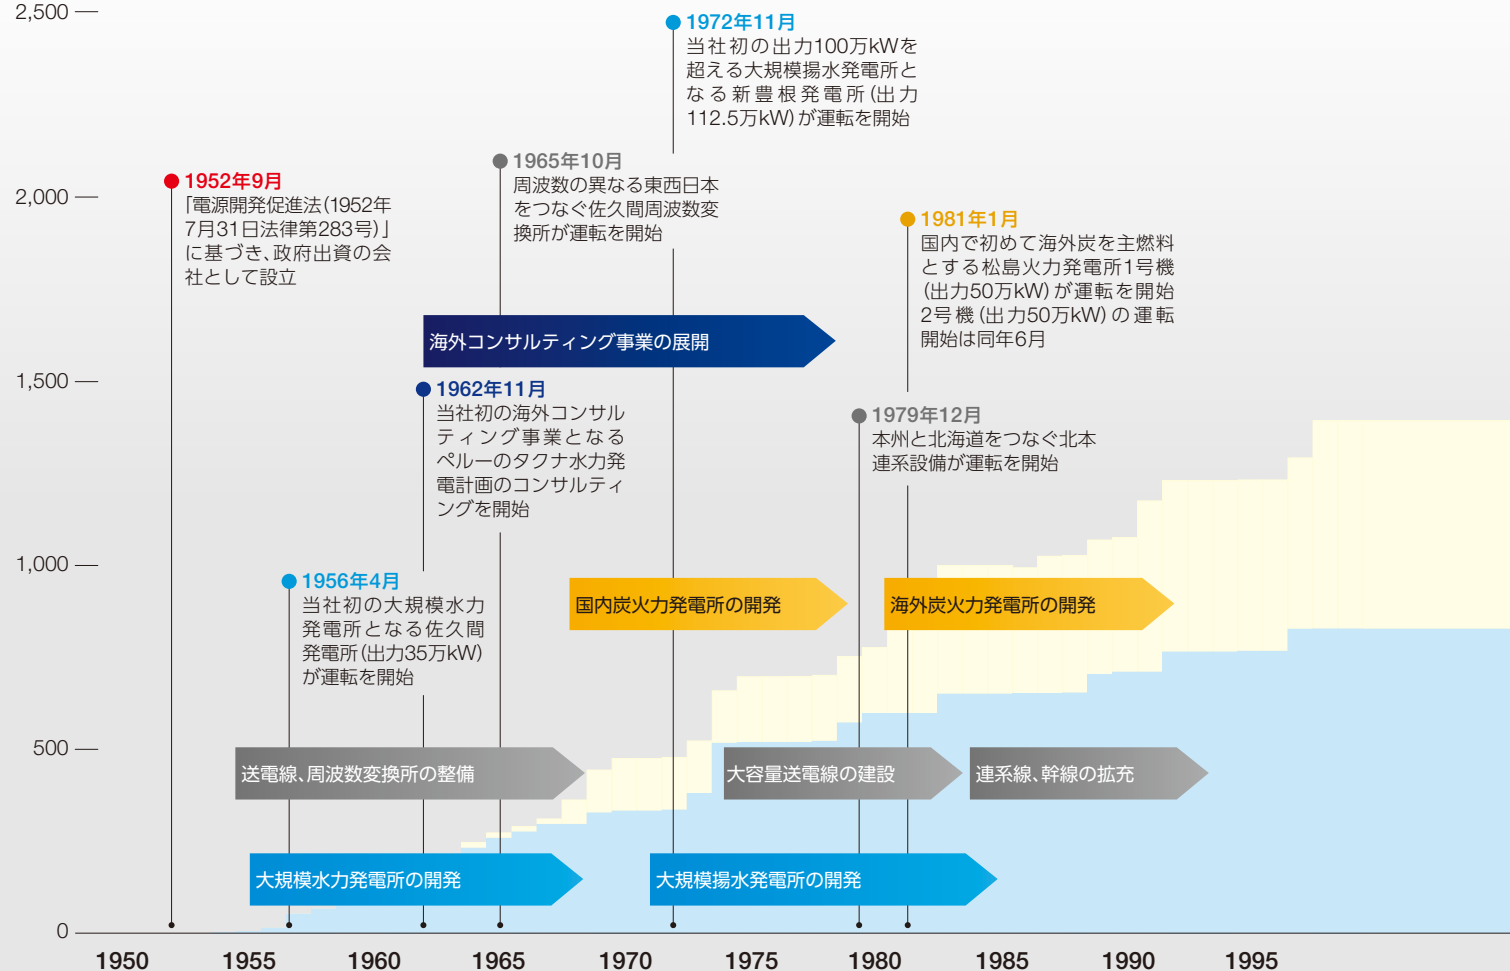 2,500
2,000
1,500
1,000
500
0
1972年11月
当社初の出力100万kWを
超える大規模揚水発電所と
なる新豊根発電所(出力
112.5万kW)が運転を開始
1965年10月
周波数の異なる東西日本
をつなぐ佐久間周波数変
換所が運転を開始
1952年9月
「電源開発促進法(1952年
7月31日法律第283号)」
に基づき、政府出資の会
社として設立
1981年1月
国内で初めて海外炭を主燃料
とする松島火力発電所1号機
(出力50万kW)が運転を開始
2号機(出力50万kW)の運転
開始は同年6月
海外コンサルティング事業の展開
1962年11月
当社初の海外コンサル
ティング事業となる
ペルーのタクナ水力発
電計画のコンサルティ
ングを開始
1979年12月
本州と北海道をつなぐ北本
連系設備が運転を開始
1956年4月
当社初の大規模水力
発電所となる佐久間
発電所(出力35万kW)
が運転を開始
国内炭火力発電所の開発
海外炭火力発電所の開発
送電線、周波数変換所の整備
大容量送電線の建設
連系線、幹線の拡充
大規模水力発電所の開発
大規模揚水発電所の開発
1950
1955
1960
1965
1970
1975
1980
1985
1990
1995